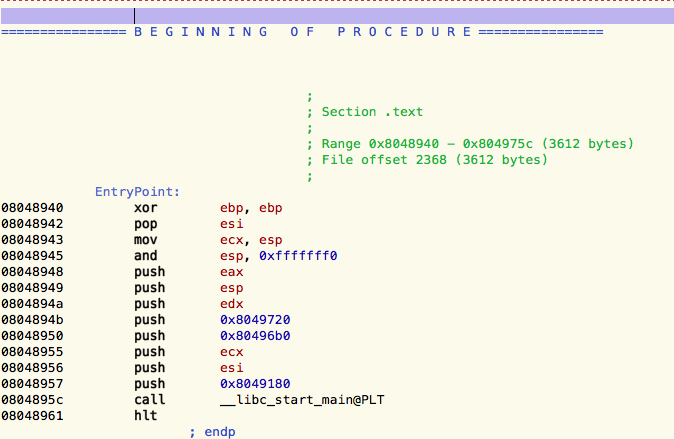 ================ B E G I N N I N G   O F   P R O C E D U R E ================
;
; Section .text
;
; Range 0x8048940 – 0x804975c (3612 bytes)
; File offset 2368 (3612 bytes)
;
EntryPoint:
08048940 xor ebp, ebp
08048942 pop esi
08048943 mov ecx, esp
08048945 and esp, 0xfffffff0
08048948 push eax
08048949 push esp
0804894a push edx
0804894b push 0x8049720
08048950 push 0x80496b0
08048955 push ecx
08048956 push esi
08048957 push 0x8049180
0804895c call __libc_start_main@PLT
08048961 hlt
; endp